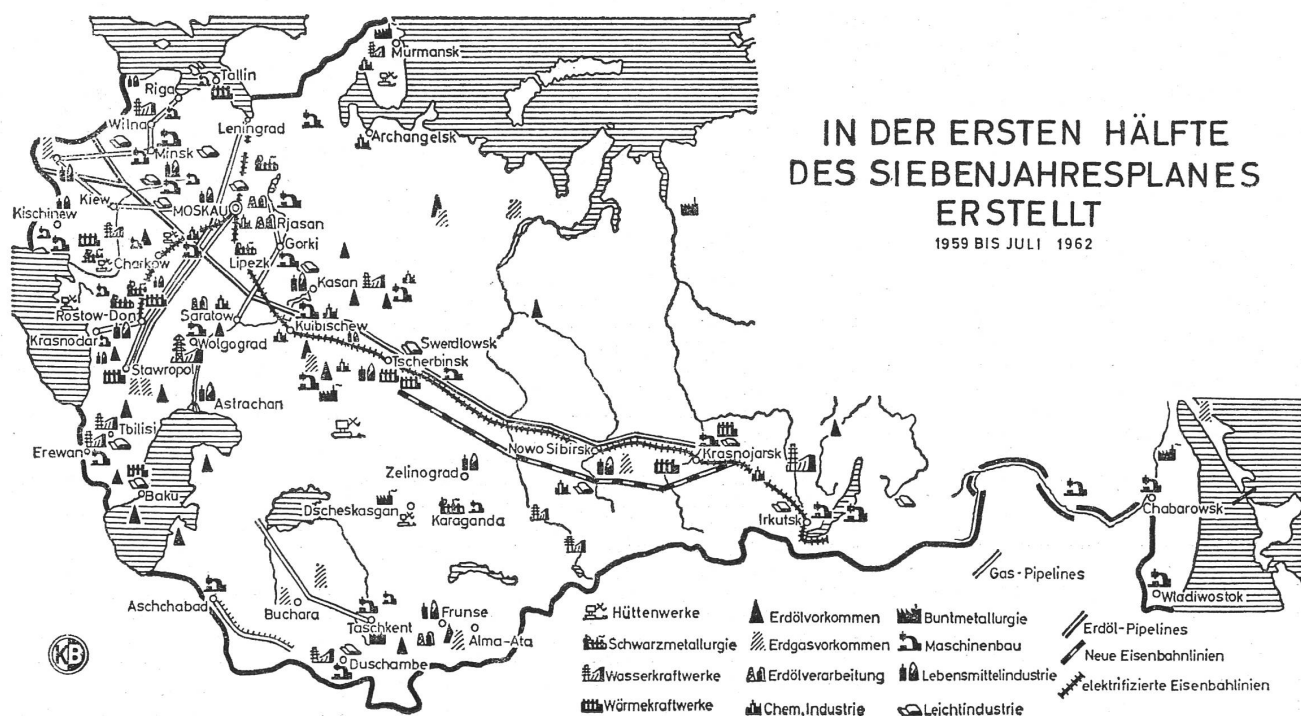 IN DER ERSTEN HÄLFTE
DES SIEBENJAHRESPLANES
ERSTELLT
1959 BIS JULI 1962
Murmansk
Tallin
Riga
Wilna
Leningrad
Archangelsk
Minsk
Kiew
MOSKAU
Kischinew
Rjasan
Gorki
Charkow
Lipezk
Kasan
Rostow-Don
Saratow
Kuibischew
Krasnodar
Wolgograd
Swerdlowsk
Tscherbinsk
Stawropol
Astrachan
Tbilisi
Erewan
Nowo Sibirsk
Krasnojarsk
Zelinograd
Baku
Dscheskasgan
Karaganda
Irkutsk
Chabarowsk
Gas-Pipelines
Wladiwostok
Aschchabad
Buchara
Taschkent
Frunse
Alma-Ata
Duschambe
KB
Hüttenwerke
Schwarzmetallurgie
Wasserkraftwerke
Wärmekraftwerke
Erdölvorkommen
Erdgasvorkommen
Erdölverarbeitung
Chem, Industrie
Buntmetallurgie
Maschinenbau
Lebensmittelindustrie
Leichtindustrie
Erdöl-Pipelines
Neue Eisenbahnlinien
elektrifizierte Eisenbahlinien